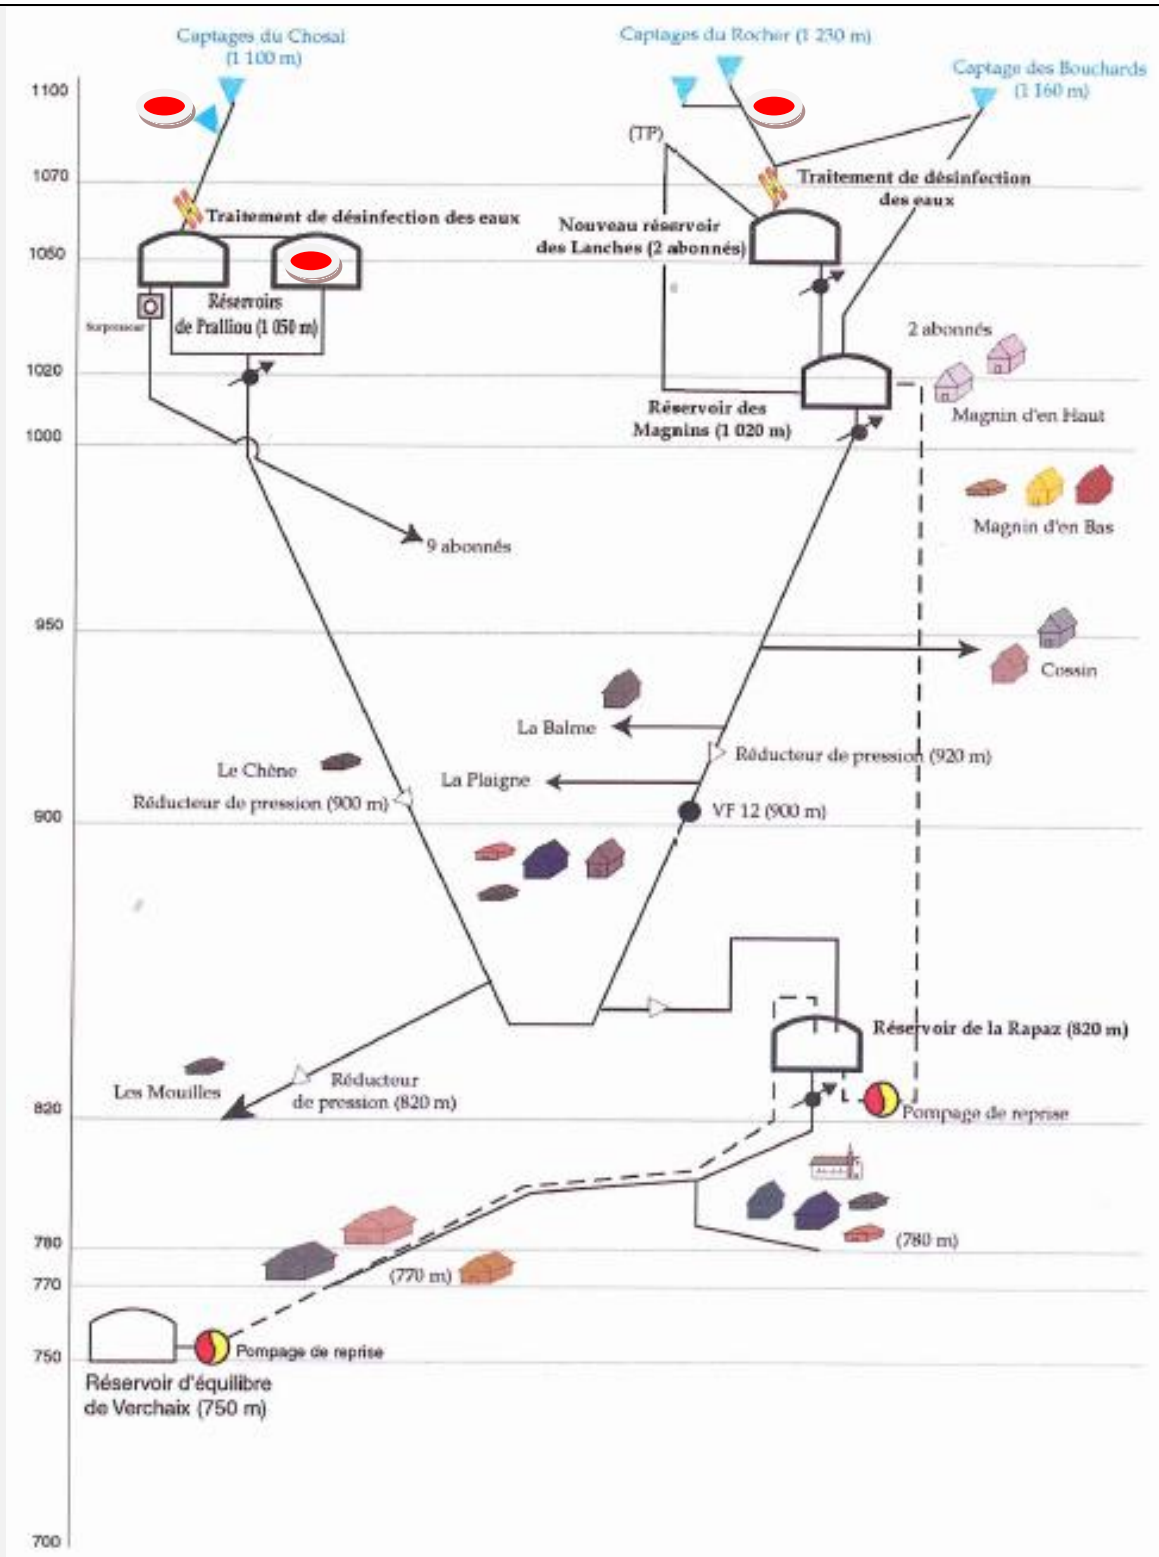 Captages du Chosal
(1 100 m)
Captages du Rocher (1 230 m)
Captage des Bouchards
(1 160 m)
1100
(TP)
1070
Traitement de désinfection
des eaux
Traitement de désinfection des eaux
Nouveau réservoir
des Lanches (2 abonnés)
1050
Réservoirs
de Pralliou (1 050 m)
Surpresseur
2 abonnés
1020
Réservoir des
Magnins (1 020 m)
Magnin d'en Haut
1000
Magnin d'en Bas
9 abonnés
950
Cossin
La Balme
Réducteur de pression (920 m)
Le Chêne
La Plaigne
Réducteur de pression (900 m)
VF 12 (900 m)
900
Réservoir de la Rapaz (820 m)
Les Mouilles
Réducteur
de pression (820 m)
820
Pompage de reprise
780
(780 m)
770
(770 m)
750
Pompage de reprise
Réservoir d'équilibre
de Verchaix (750 m)
700